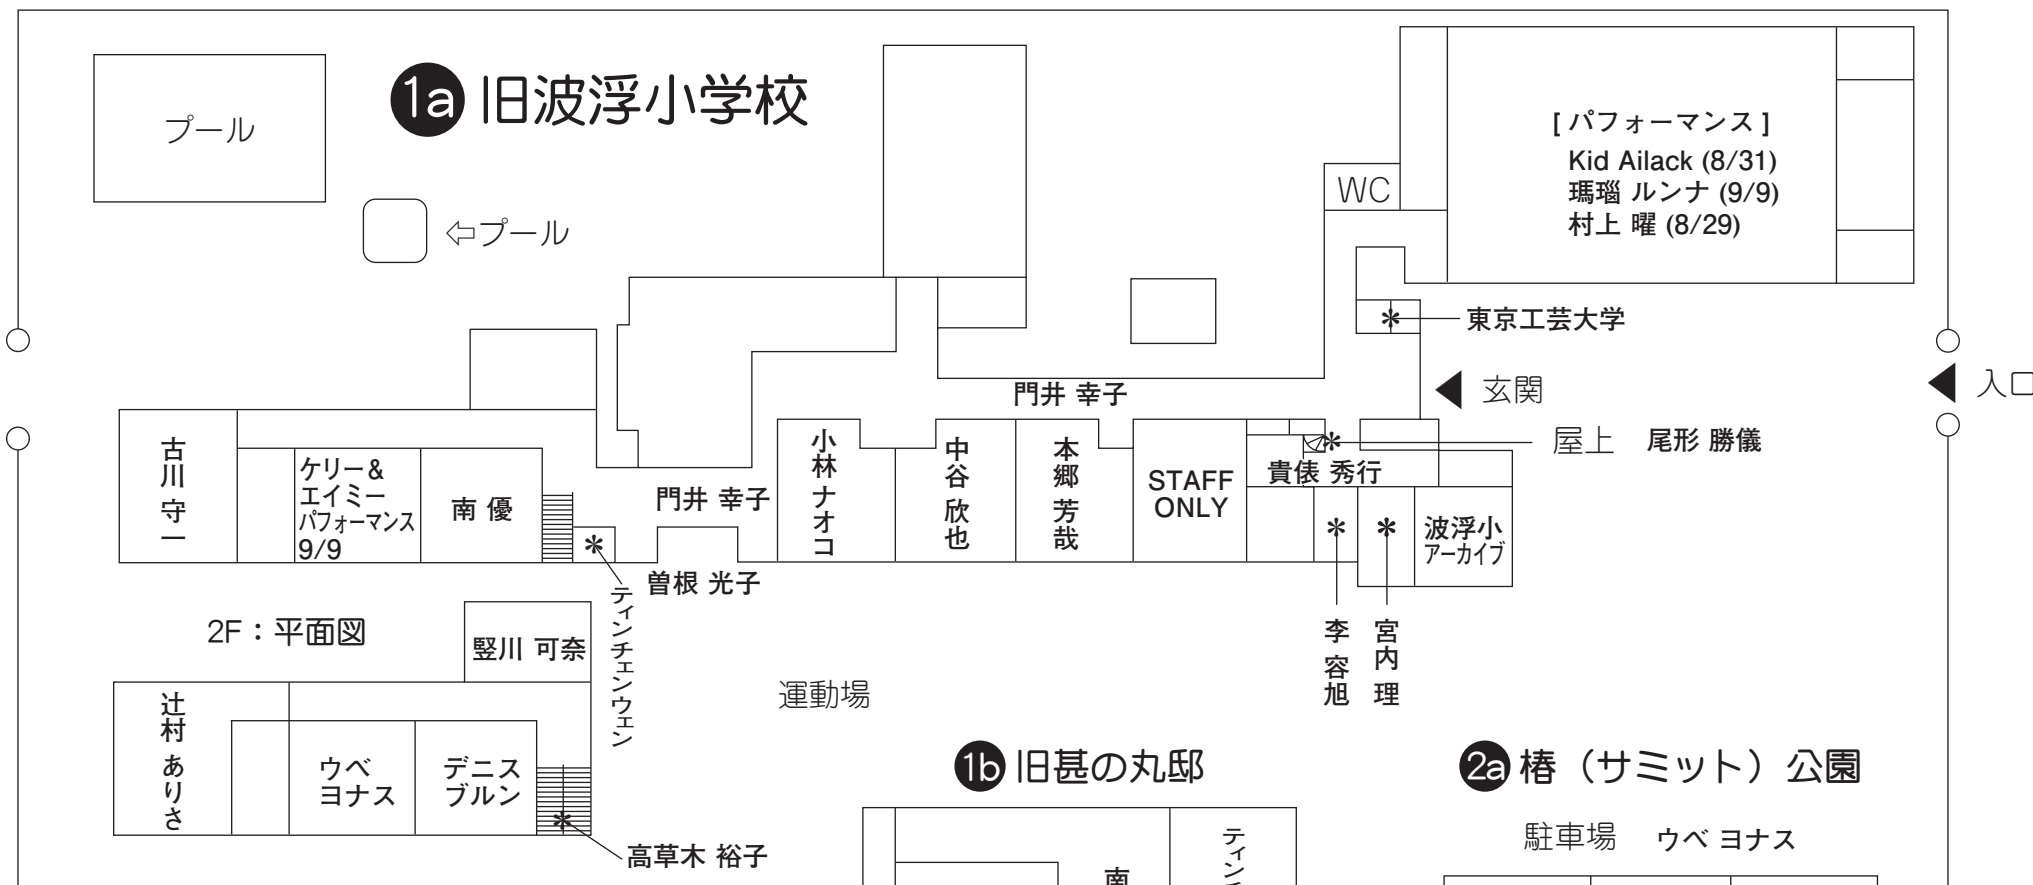 1a 旧波浮小学校
プール
⇦プール
[ パフォーマンス ]
Kid Ailack (8/31)
瑪瑙 ルンナ (9/9)
村上 曜 (8/29)
WC
東京工芸大学
玄関
入口
門井 幸子
屋上 尾形 勝儀
古川 守一
ケリー&
エイミー
パフォーマンス
9/9
南 優
門井 幸子
小林 ナオコ
中谷 欣也
本郷 芳哉
STAFF
ONLY
貴俵 秀行
波浮小
アーカイブ
曽根 光子
ティンチェンウェン
李 容旭
宮内 理
2F:平面図
竪川 可奈
運動場
辻村 ありさ
ウベ
ヨナス
デニス
ブルン
高草木 裕子
1b 旧甚の丸邸
南
ティン
2a 椿(サミット)公園
駐車場 ウベ ヨナス